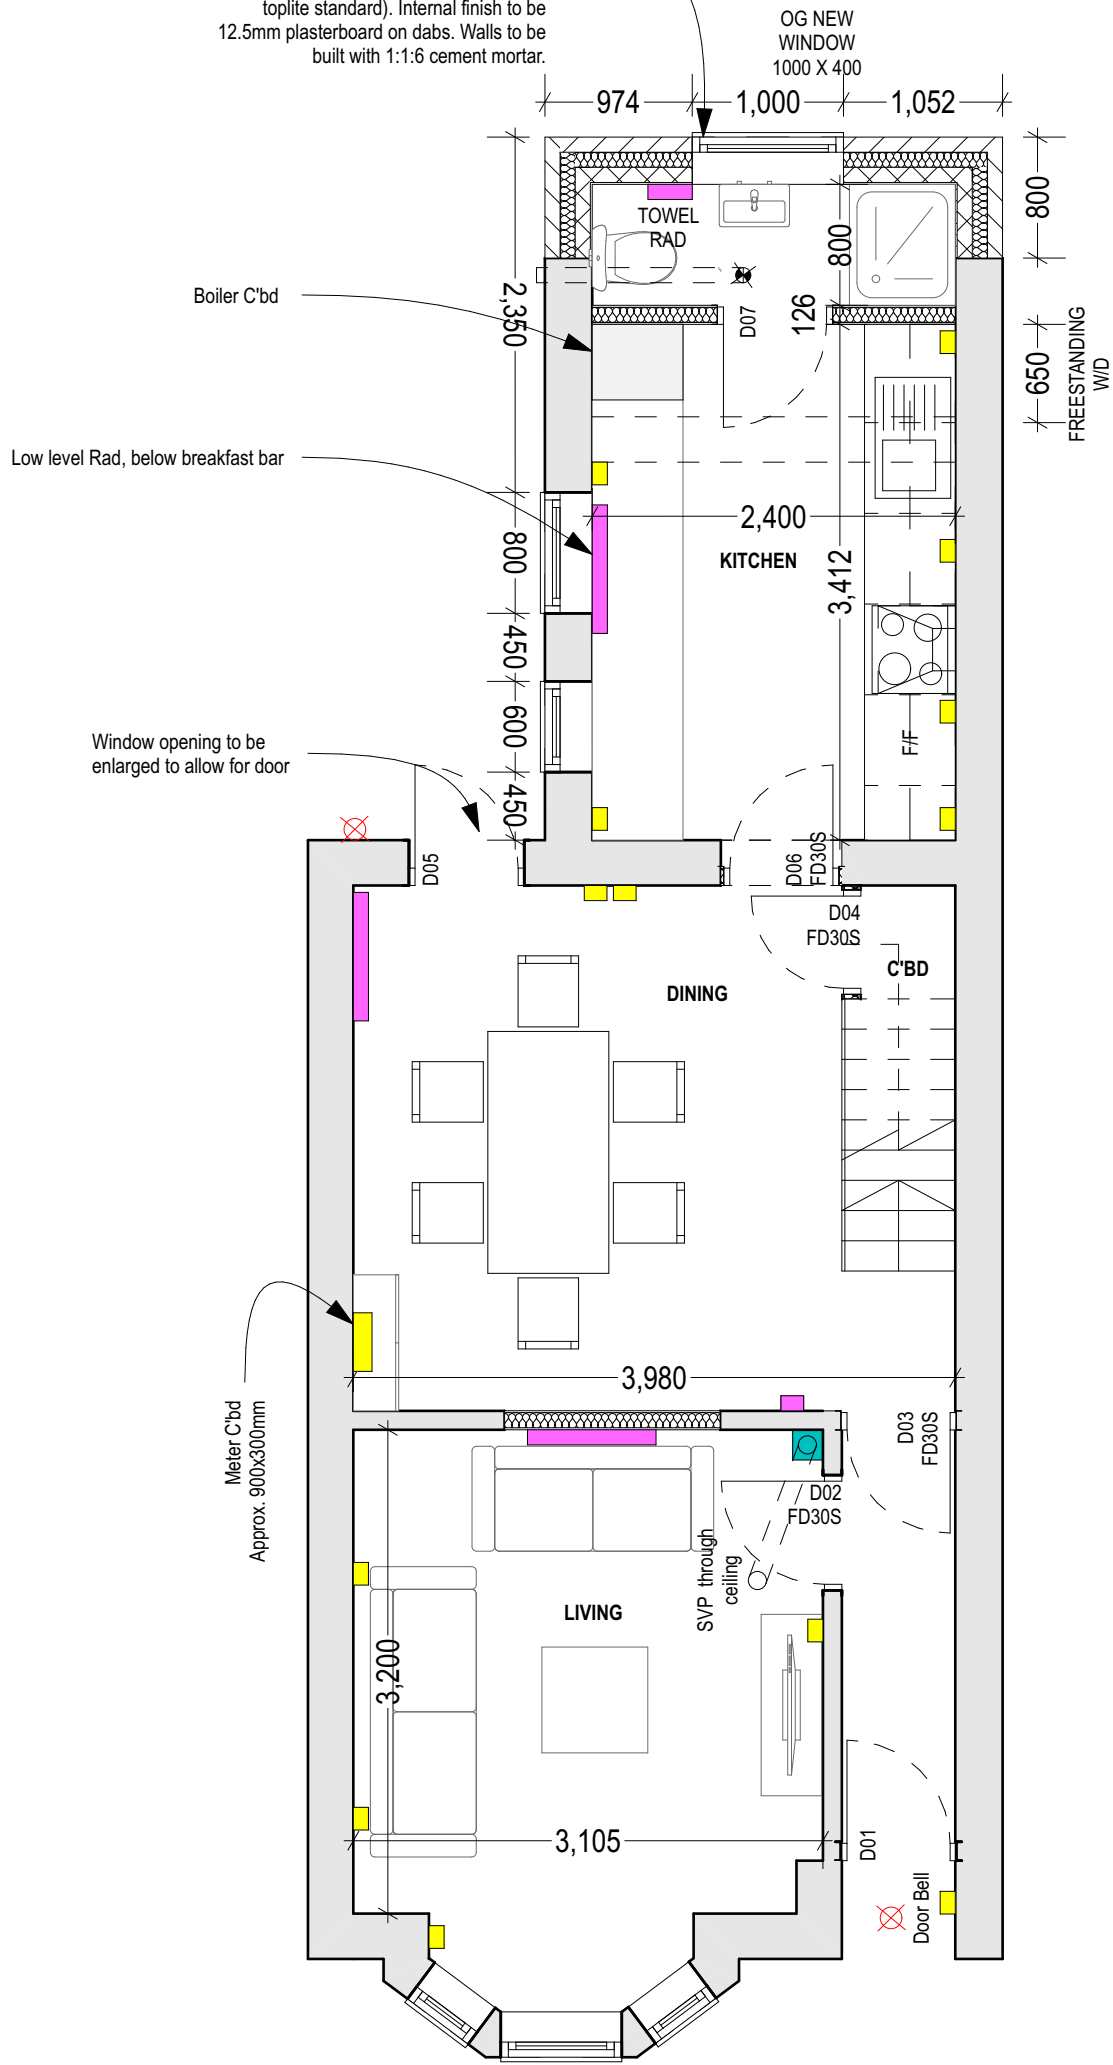 toplite standard). Internal finish to be
12.5mm plasterboard on dabs. Walls to be
built with 1:1:6 cement mortar.
OG NEW
WINDOW
1000 X 400
974
1,000
1,052
800
TOWEL
RAD
800
Boiler C'bd
2,350
D07
126
650
FREESTANDING
W/D
Low level Rad, below breakfast bar
2,400
800
KITCHEN
3,412
450
600
F/F
Window opening to be
enlarged to allow for door
450
D05
D06
FD30S
D04
FD30S
C'BD
DINING
3,980
Meter C'bd
Approx. 900x300mm
D03
FD30S
D02
FD30S
SVP through
ceiling
LIVING
3,200
3,105
D01
Door Bell